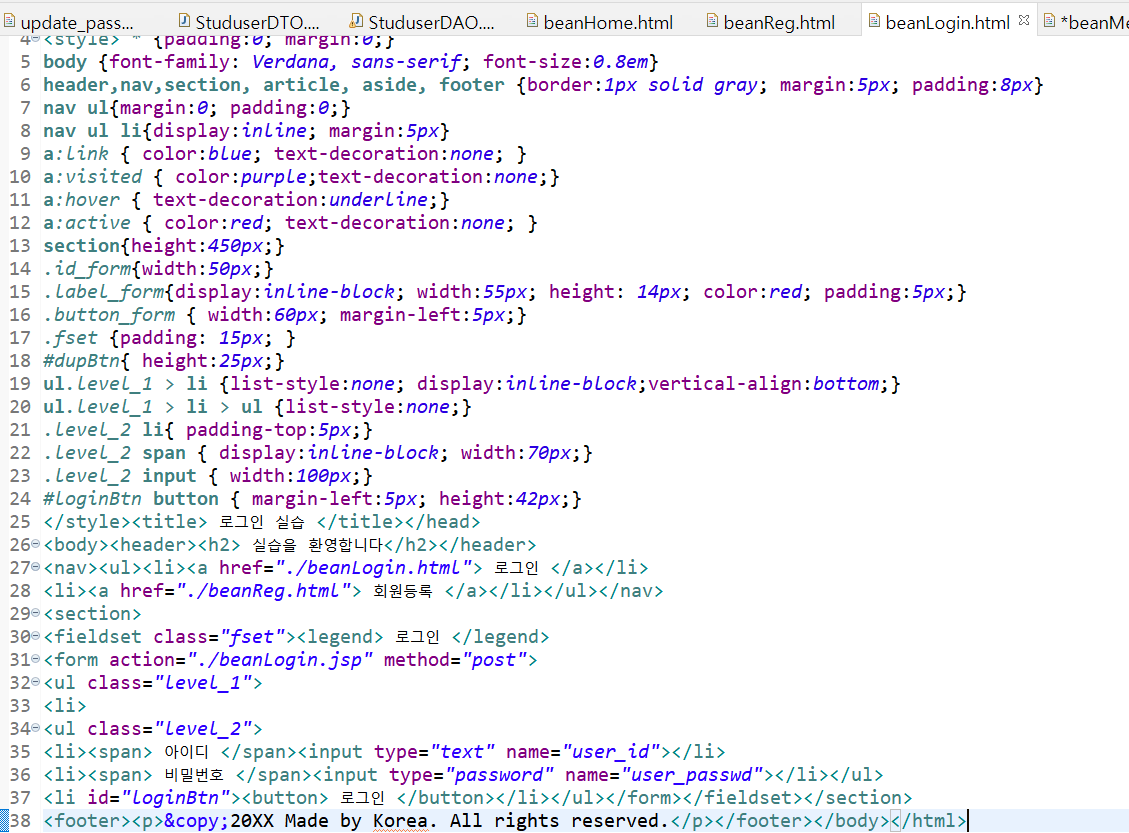 update_pass...
StuduserDTO....
StuduserDAO....
beanHome.html
beanReg.html
beanLogin.html
*beanMe
4 <style> * {padding:0; margin:0;}
5 body {font-family: Verdana, sans-serif; font-size:0.8em}
6 header,nav,section, article, aside, footer {border:1px solid gray; margin:5px; padding:8px}
7 nav ul{margin:0; padding:0;}
8 nav ul li{display:inline; margin:5px}
9 a:link { color:blue; text-decoration:none; }
10 a:visited { color:purple;text-decoration:none;}
11 a:hover { text-decoration:underline;}
12 a:active { color:red; text-decoration:none; }
13 section{height:450px;}
14 .id_form{width:50px;}
15 .label_form{display:inline-block; width:55px; height: 14px; color:red; padding:5px;}
16 .button_form { width:60px; margin-left:5px;}
17 .fset {padding: 15px; }
18 #dupBtn{ height:25px;}
19 ul.level_1 > li {list-style:none; display:inline-block;vertical-align:bottom;}
20 ul.level_1 > li > ul {list-style:none;}
21 .level_2 li{ padding-top:5px;}
22 .level_2 span { display:inline-block; width:70px;}
23 .level_2 input { width:100px;}
24 #loginBtn button { margin-left:5px; height:42px;}
25 </style><title> 로그인 실습 </title></head>
26 <body><header><h2> 실습을 환영합니다</h2></header>
27 <nav><ul><li><a href="./beanLogin.html"> 로그인 </a></li>
28 <li><a href="./beanReg.html"> 회원등록 </a></li></ul></nav>
29 <section>
30 <fieldset class="fset"><legend> 로그인 </legend>
31 <form action="./beanLogin.jsp" method="post">
32 <ul class="level_1">
33 <li>
34 <ul class="level_2">
35 <li><span> 아이디 </span><input type="text" name="user_id"></li>
36 <li><span> 비밀번호 </span><input type="password" name="user_passwd"></li></ul>
37 <li id="loginBtn"><button> 로그인 </button></li></ul></form></fieldset></section>
38 <footer><p>&copy;20XX Made by Korea. All rights reserved.</p></footer></body></html>